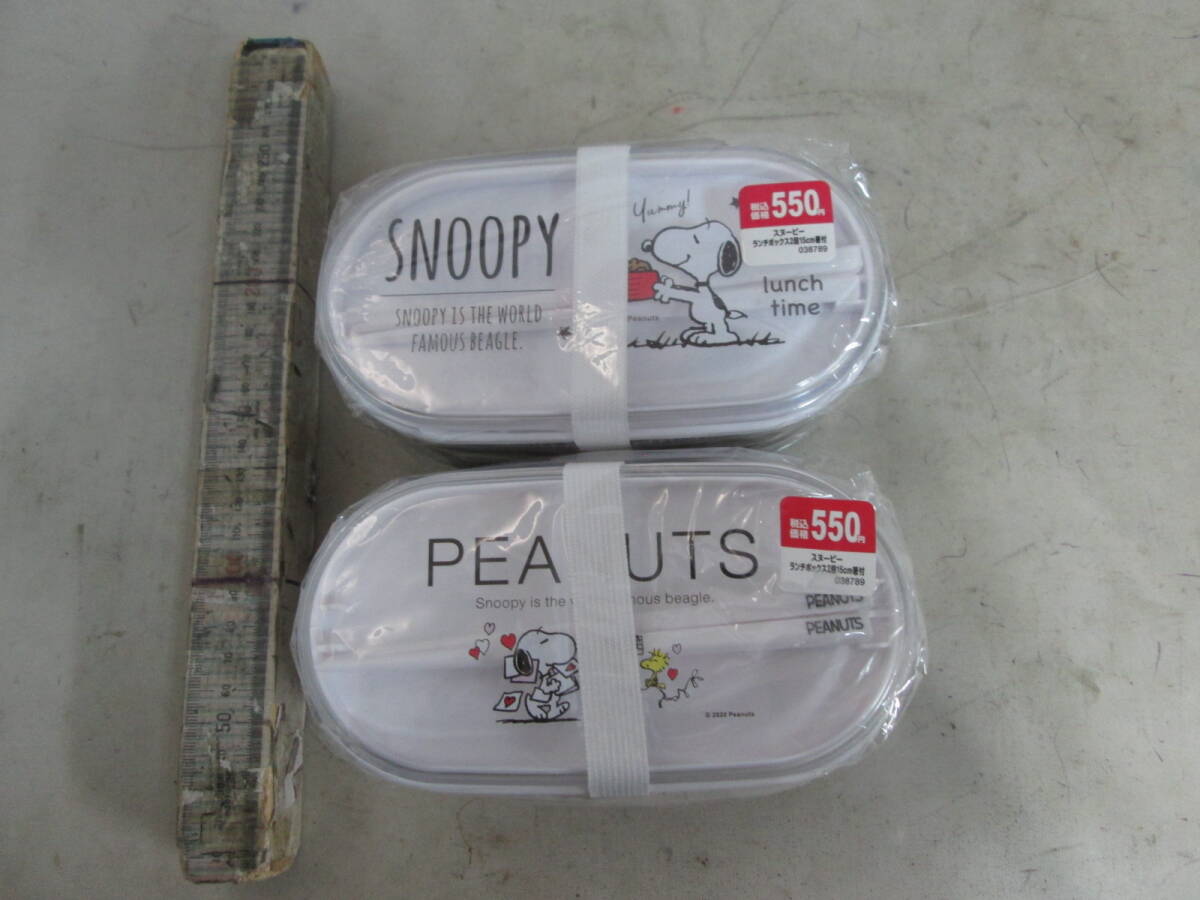 SNOOPY
SNOOPY IS THE WORLD
FAMOUS BEAGLE.
Yummy!
lunch
time
Peanuts
税込
価格 550円
スヌーピー
ランチボックス2段15cm箸付
038789
PEA UTS
Snoopy is the mous beagle.
税込
価格 550円
スヌーピー
ランチボックス2段15cm箸付
038789
PEANUTS
PEANUTS
© 2020 Peanuts
50